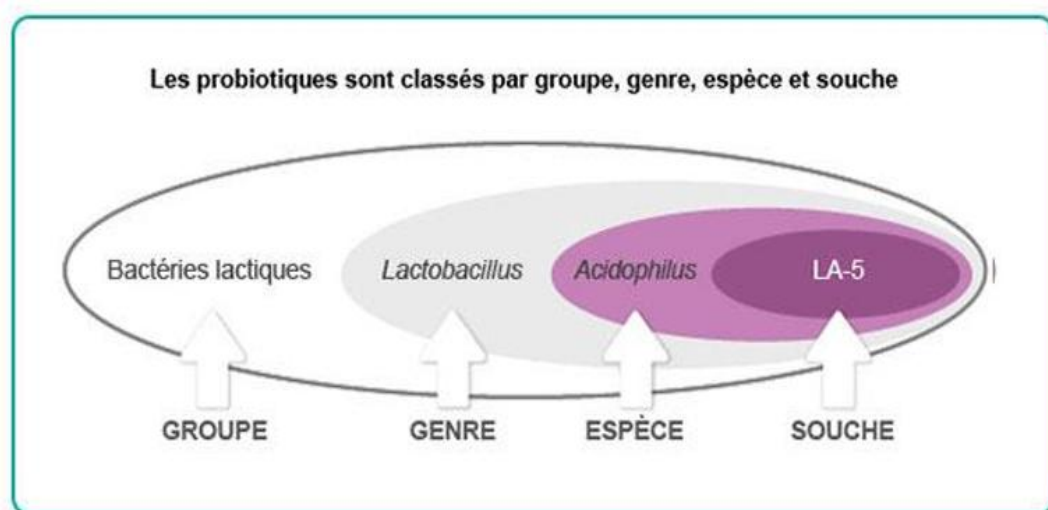 Les probiotiques sont classés par groupe, genre, espèce et souche
Bactéries lactiques Lactobacillus Acidophilus LA-5
GROUPE GENRE ESPÈCE SOUCHE